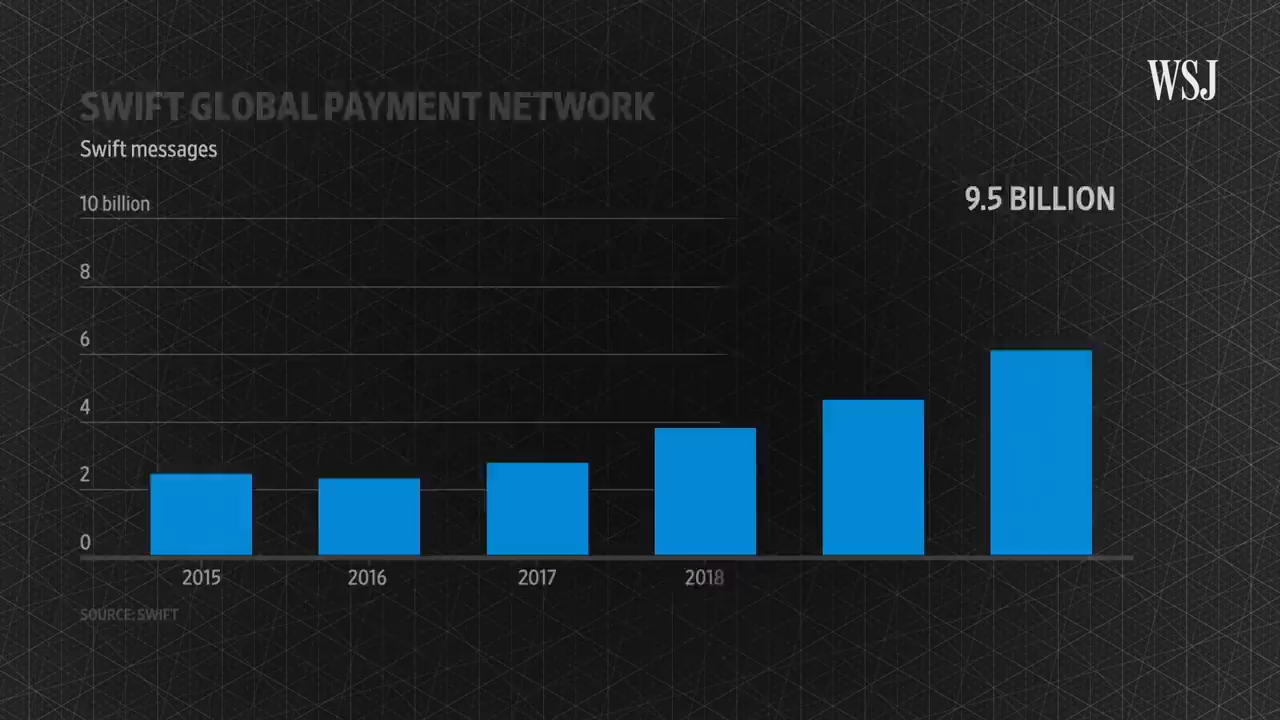 WSJ
SWIFT GLOBAL PAYMENT NETWORK
Swift messages
10 billion
9.5 BILLION
8
6
4
2
0
2015 2016 2017 2018
SOURCE: SWIFT